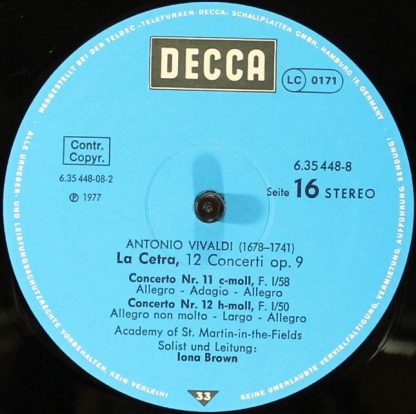 HERGESTELLT BEI DER TELDEC »TELEFUNKEN-DECCA« SCHALLPLATTEN GMBH, HAMBURG 19, GERMANY
DECCA
LC 0171
Contr.
Copyr.
6.35 448-08-2
℗ 1977
6.35 448-8
Seite 16 STEREO
ANTONIO VIVALDI (1678–1741)
La Cetra, 12 Concerti op. 9
Concerto Nr. 11 c-moll, F. I/58
Allegro - Adagio - Allegro
Concerto Nr. 12 h-moll, F. I/50
Allegro non molto - Largo - Allegro
Academy of St. Martin-in-the-Fields
Solist und Leitung:
Iona Brown
33
ALLE URHEBER UND LEISTUNGSSCHUTZRECHTE VORBEHALTEN. KEIN VERLEIH!
KEINE UNERLAUBTE VERVIELFÄLTIGUNG, VERMIETUNG, AUFFÜHRUNG, SENDUNG!